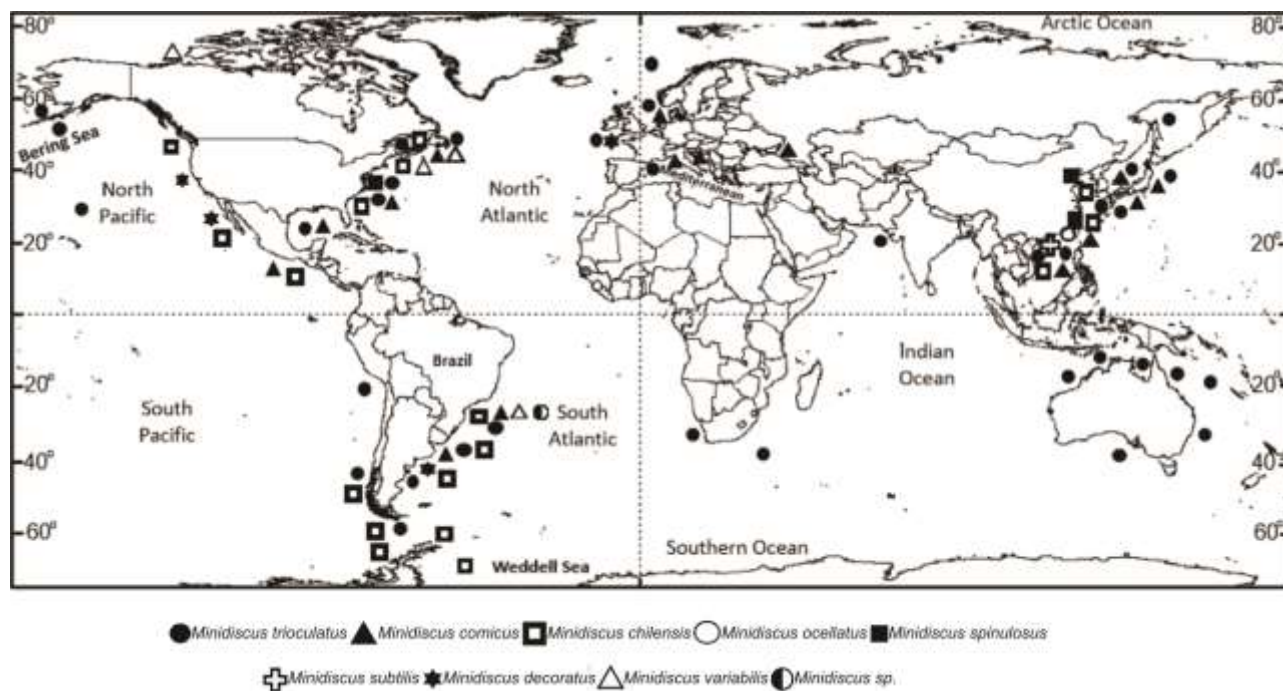 80° Arctic Ocean 80°
60° 60°
Bering Sea
40° North Pacific North Atlantic Mediterranean 40°
20° 20°
Brazil Indian Ocean
20° South Pacific South Atlantic 20°
40° 40°
60° Southern Ocean 60°
Weddell Sea
Minidiscus trioculatus Minidiscus comicus Minidiscus chilensis Minidiscus ocellatus Minidiscus spinulosus
Minidiscus subtilis Minidiscus decoratus Minidiscus variabilis Minidiscus sp.